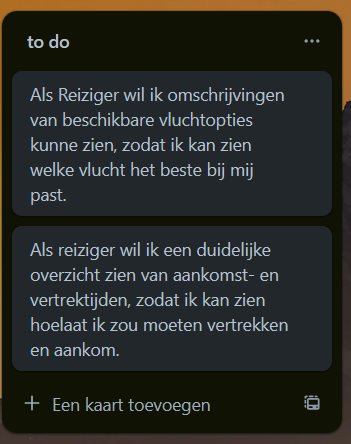 to do
Als Reiziger wil ik omschrijvingen
van beschikbare vluchtopties
kunne zien, zodat ik kan zien
welke vlucht het beste bij mij
past.
Als reiziger wil ik een duidelijke
overzicht zien van aankomst- en
vertrektijden, zodat ik kan zien
hoelaat ik zou moeten vertrekken
en aankom.
Een kaart toevoegen